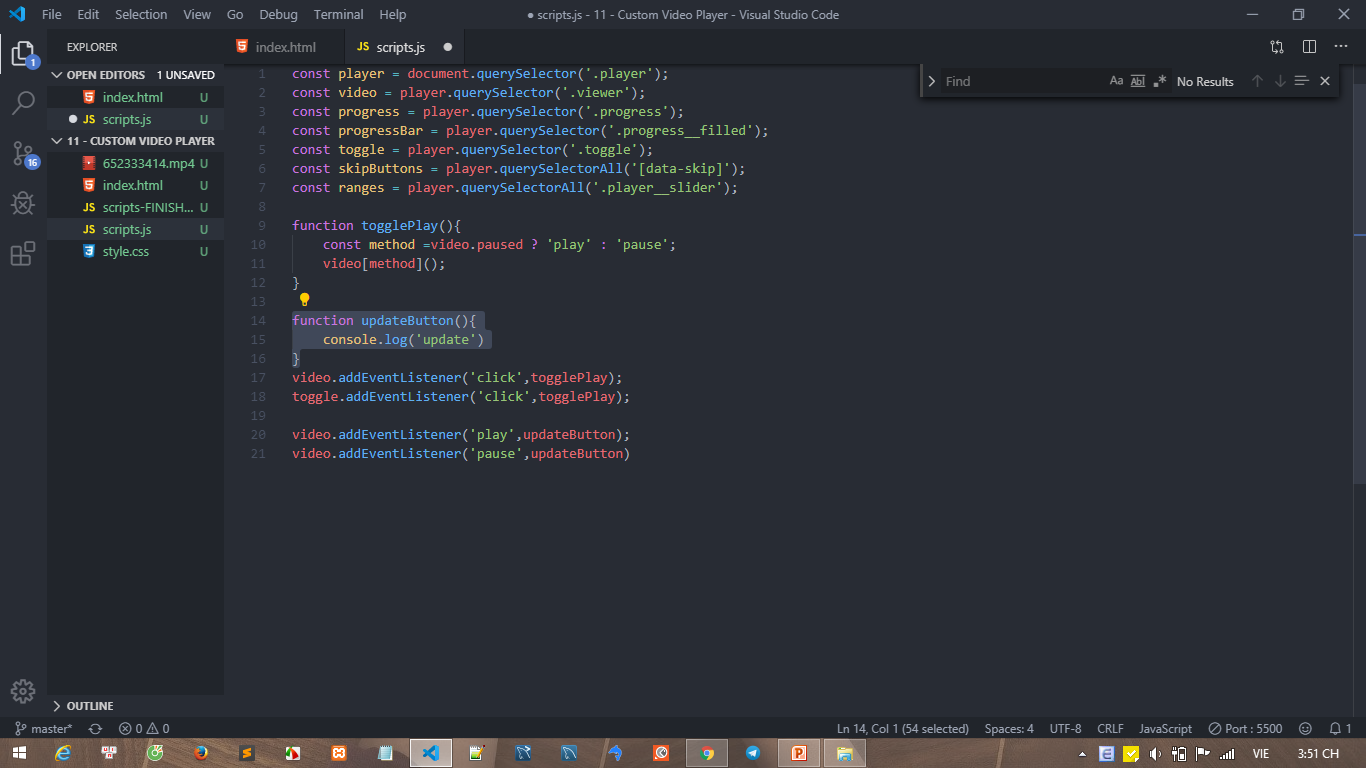 File Edit Selection View Go Debug Terminal Help
● scripts.js - 11 - Custom Video Player - Visual Studio Code
EXPLORER
OPEN EDITORS 1 UNSAVED
index.html U
● JS scripts.js U
11 - CUSTOM VIDEO PLAYER
652333414.mp4 U
index.html U
JS scripts-FINISH... U
JS scripts.js U
style.css U
OUTLINE
1
16
index.html
JS scripts.js ●
Find
Aa Abl .* No Results
1 const player = document.querySelector('.player');
2 const video = player.querySelector('.viewer');
3 const progress = player.querySelector('.progress');
4 const progressBar = player.querySelector('.progress__filled');
5 const toggle = player.querySelector('.toggle');
6 const skipButtons = player.querySelectorAll('[data-skip]');
7 const ranges = player.querySelectorAll('.player__slider');
8
9 function togglePlay(){
10 const method =video.paused ? 'play' : 'pause';
11 video[method]();
12 }
13
14 function updateButton(){
15 console.log('update')
16 }
17 video.addEventListener('click',togglePlay);
18 toggle.addEventListener('click',togglePlay);
19
20 video.addEventListener('play',updateButton);
21 video.addEventListener('pause',updateButton)
master* 0 0
Ln 14, Col 1 (54 selected) Spaces: 4 UTF-8 CRLF JavaScript Port : 5500 1
VIE 3:51 CH